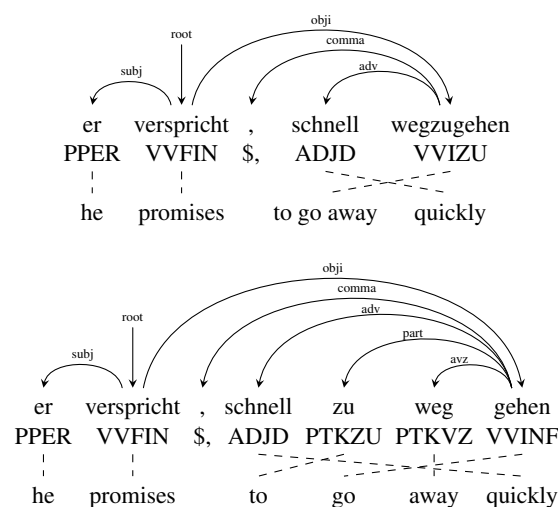 obji
root
comma
subj
adv
er verspricht , schnell wegzugehen
PPER VVFIN $, ADJD VVIZU
he promises to go away quickly
obji
comma
root
adv
subj
part
avz
er verspricht , schnell zu weg gehen
PPER VVFIN $, ADJD PTKZU PTKVZ VVINF
he promises to go away quickly